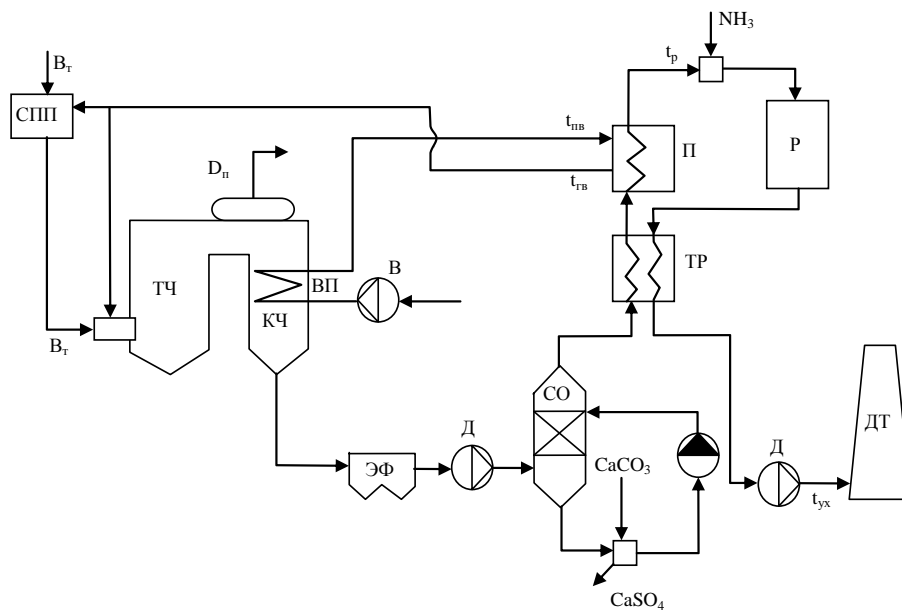 NH₃
Bт
tр
СПП
tпв
П
Р
Dп
tгв
ТЧ
ВП
В
ТР
КЧ
Bт
СО
ДТ
Д
ЭФ
CaCO₃
Д
tух
CaSO₄